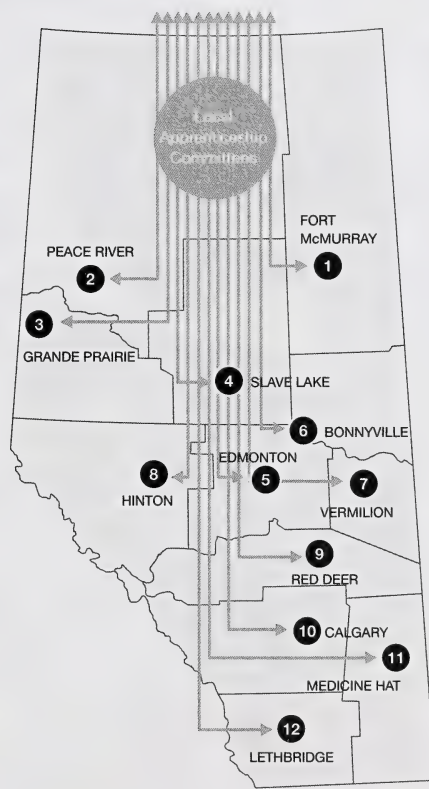 Local
Apprenticeship
Committees
FORT
McMURRAY
1
PEACE RIVER
2
3
GRANDE PRAIRIE
4 SLAVE LAKE
6 BONNYVILLE
EDMONTON
8
5
7
HINTON
VERMILION
9
RED DEER
10 CALGARY
11
MEDICINE HAT
12
LETHBRIDGE